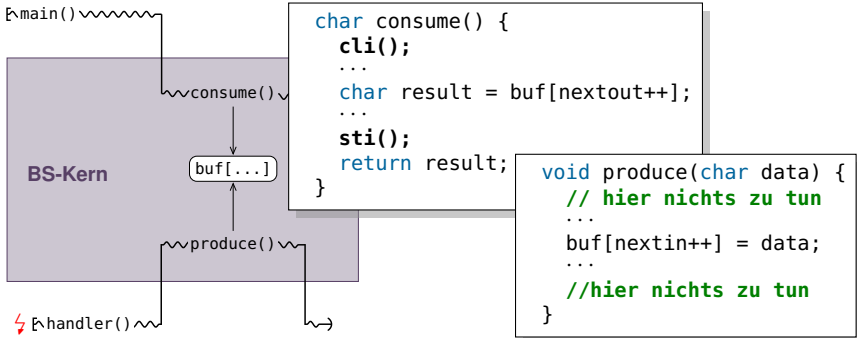 main()
consume()
buf[...]
BS-Kern
produce()
handler()
char consume() {
cli();
...
char result = buf[nextout++];
...
sti();
return result;
}
void produce(char data) {
// hier nichts zu tun
...
buf[nextin++] = data;
...
//hier nichts zu tun
}